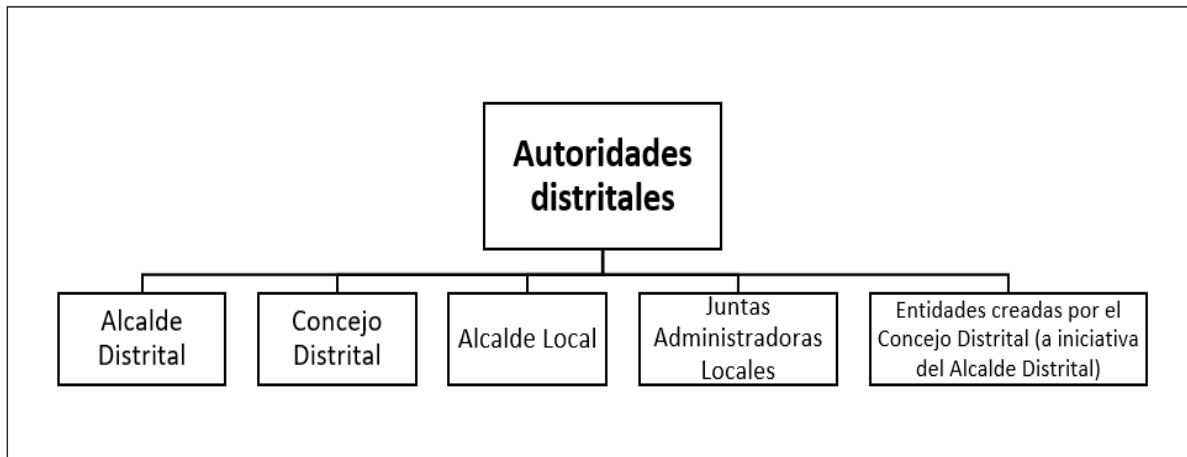 Autoridades
distritales
Alcalde
Distrital
Concejo
Distrital
Alcalde Local
Juntas
Administradoras
Locales
Entidades creadas por el
Concejo Distrital (a iniciativa
del Alcalde Distrital)